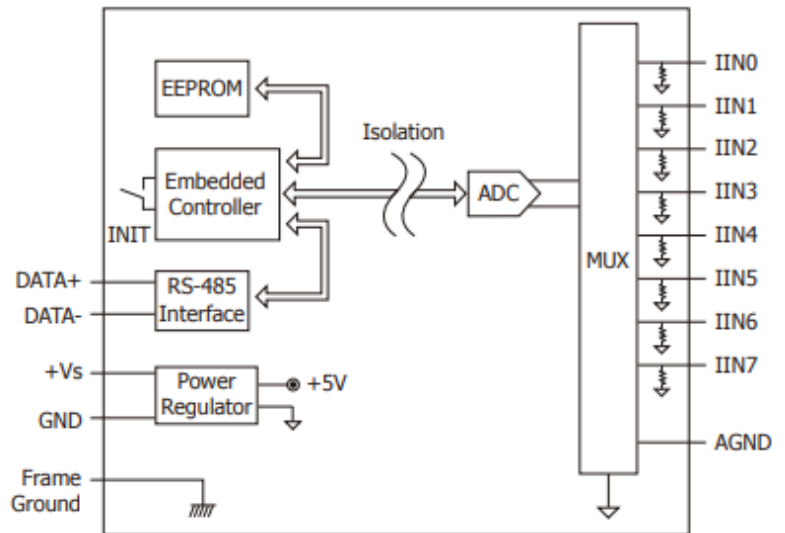 EEPROM
Isolation
Embedded
Controller
INIT
ADC
MUX
DATA+
DATA-
RS-485
Interface
+Vs
GND
Power
Regulator
+5V
Frame
Ground
IIN0
IIN1
IIN2
IIN3
IIN4
IIN5
IIN6
IIN7
AGND